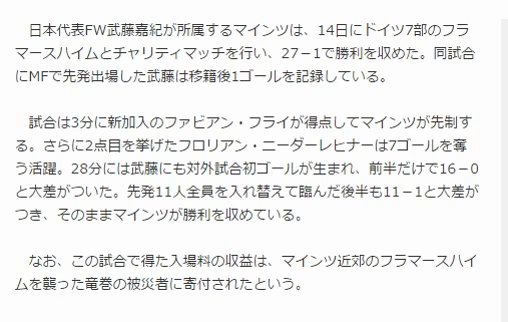 日本代表FW武藤嘉紀が所属するマインツは、14日にドイツ7部のフラ
マースハイムとチャリティマッチを行い、27－1で勝利を収めた。同試合
にMFで先発出場した武藤は移籍後1ゴールを記録している。
試合は3分に新加入のファビアン・フライが得点してマインツが先制す
る。さらに2点目を挙げたフロリアン・ニーダーレヒナーは7ゴールを奪
う活躍。28分には武藤にも対外試合初ゴールが生まれ、前半だけで16－0
と大差がついた。先発11人全員を入れ替えて臨んだ後半も11－1と大差が
つき、そのままマインツが勝利を収めている。
なお、この試合で得た入場料の収益は、マインツ近郊のフラマースハイ
ムを襲った竜巻の被災者に寄付されたという。